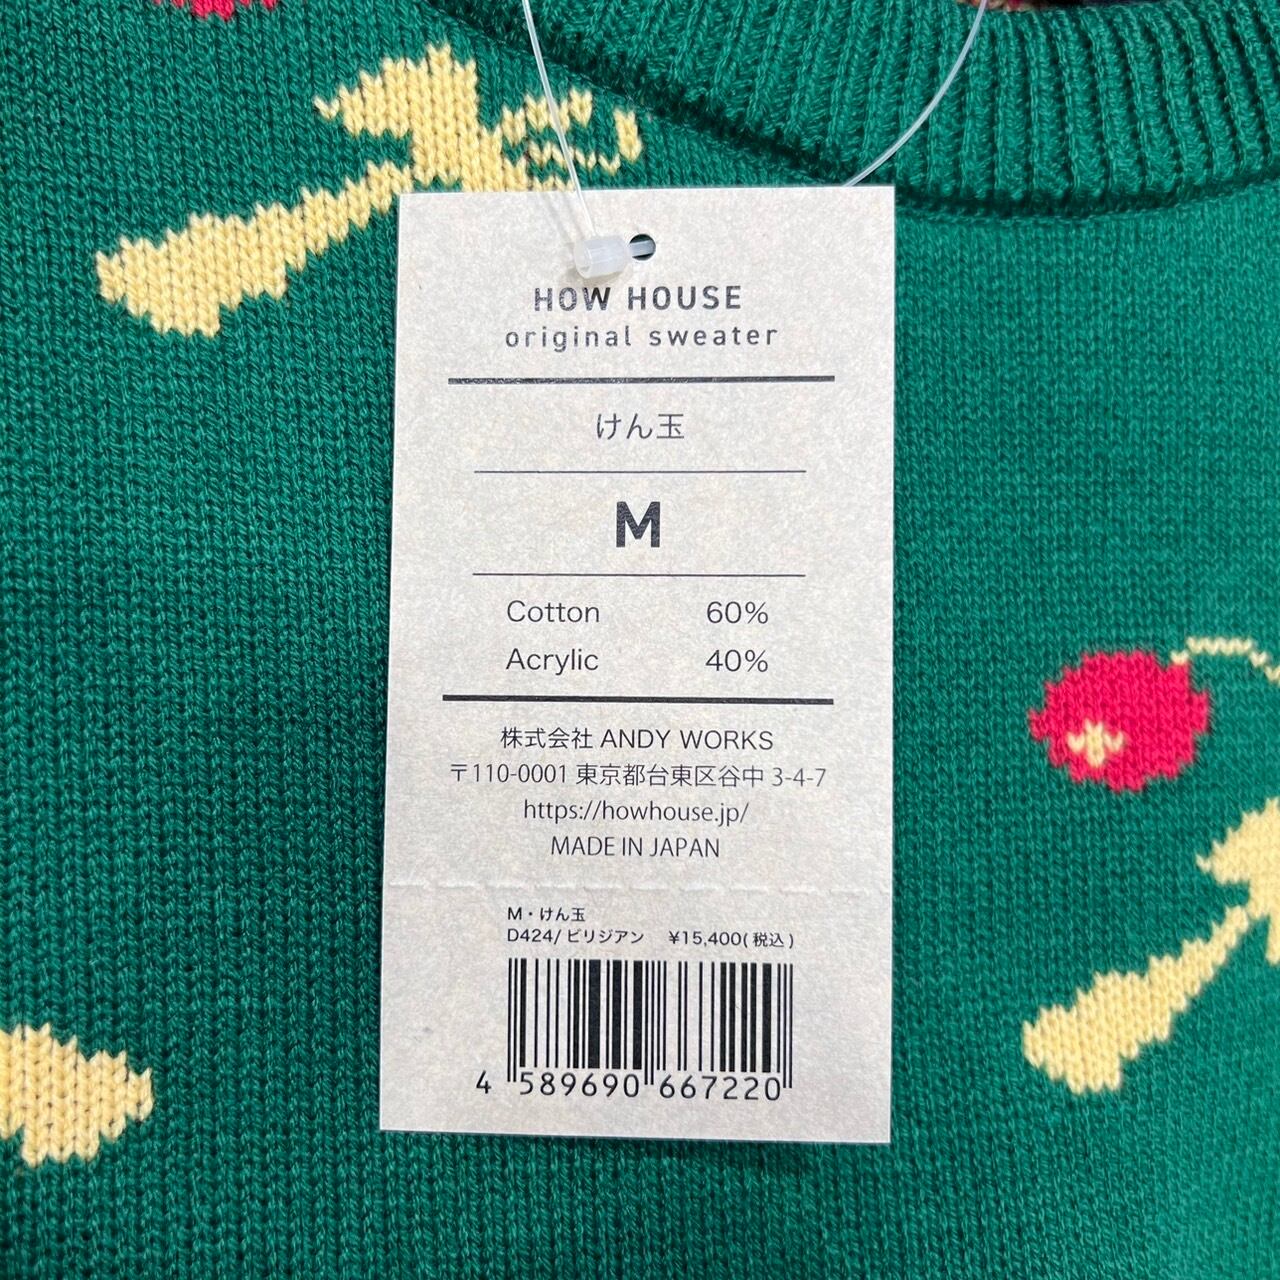 HOW HOUSE
original sweater
けん玉
M
Cotton 60%
Acrylic 40%
株式会社 ANDY WORKS
〒110-0001 東京都台東区谷中 3-4-7
https://howhouse.jp/
MADE IN JAPAN
M・けん玉
D424/ ビリジアン ¥15,400( 税込 )
4 589690 667220